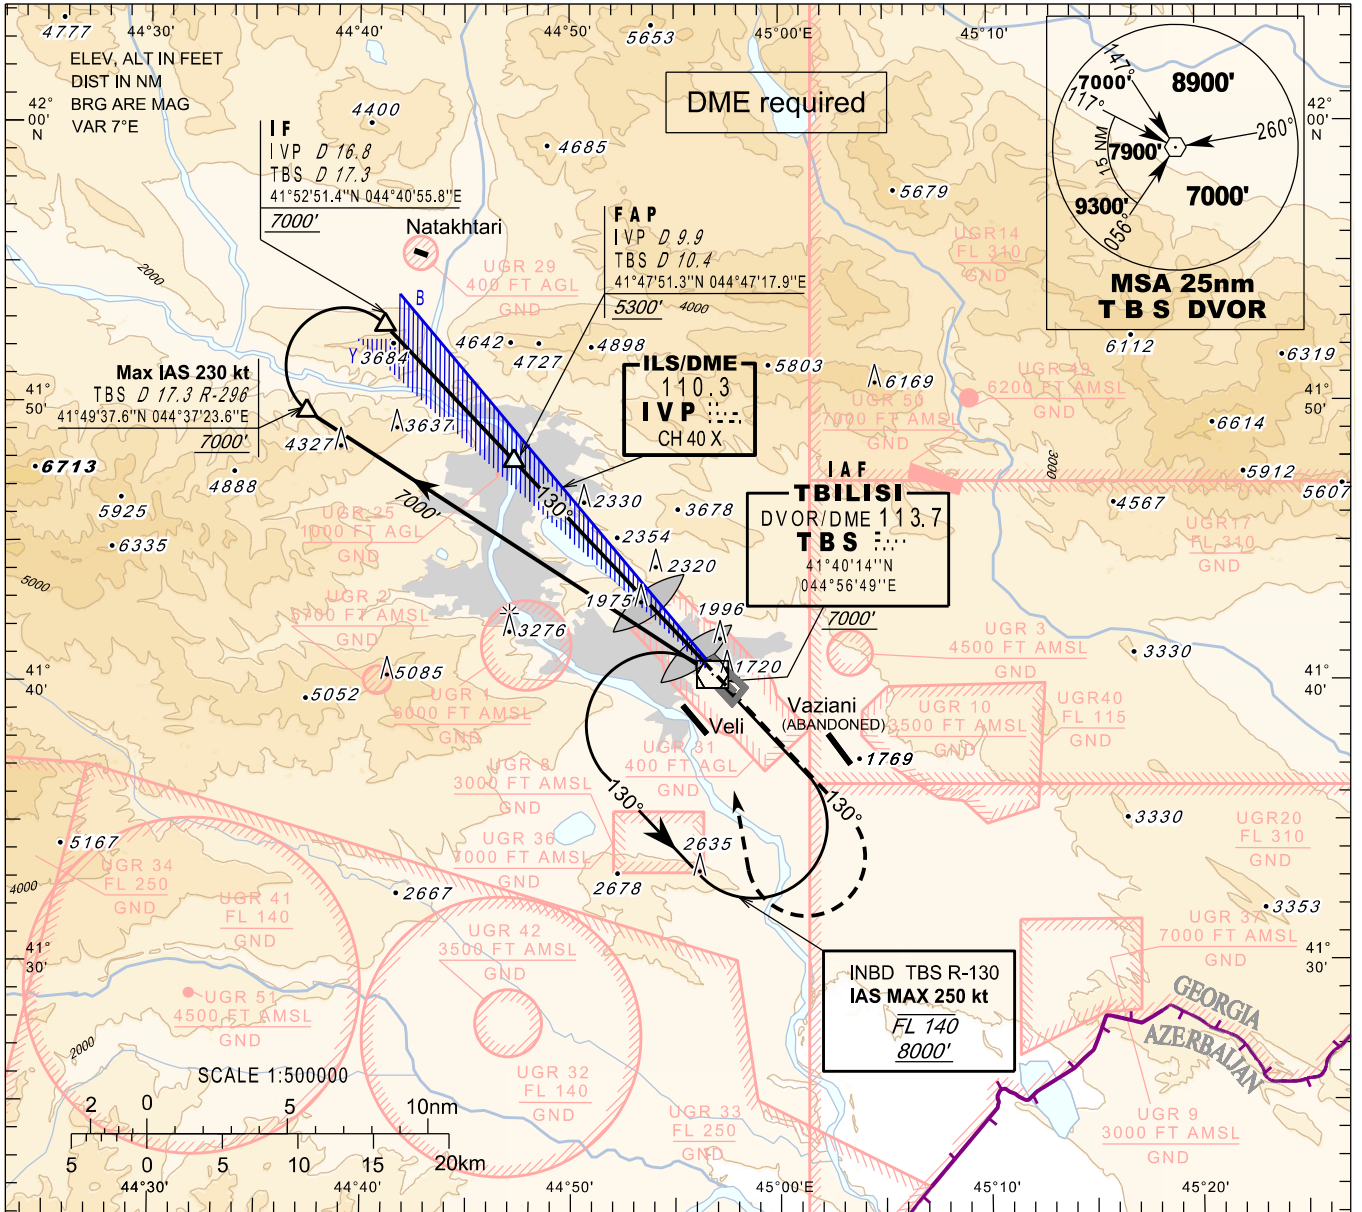 44°30'
44°40'
44°50'
45°00'E
45°10'
4777
5653
ELEV, ALT IN FEET
DIST IN NM
BRG ARE MAG
VAR 7°E
42°
00'
N
DME required
4400
4685
5679
147°
7000'
117°
8900'
260°
15 NM
7900'
9300'
056°
7000'
MSA 25nm
TBS DVOR
42°
00'
N
IF
IVP D 16.8
TBS D 17.3
41°52'51.4"N 044°40'55.8"E
7000'
Natakhtari
FAP
IVP D 9.9
TBS D 10.4
41°47'51.3"N 044°47'17.9"E
5300'
4000
2000
UGR 29
400 FT AGL
GND
UGR14
FL 310
GND
B
Y
3684
4642
4727
4898
5803
6169
6112
6319
UGR 49
6200 FT AMSL
GND
UGR 50
7000 FT AMSL
GND
41°
50'
41°
50'
Max IAS 230 kt
TBS D 17.3 R-296
41°49'37.6"N 044°37'23.6"E
7000'
ILS/DME
110.3
IVP
CH 40 X
4327
3637
6713
4888
5925
6335
6614
5912
5607
4567
3000
7000'
130°
2330
3678
2354
2320
IAF
TBILISI
DVOR/DME 113.7
TBS
41°40'14"N
044°56'49"E
7000'
UGR 25
1000 FT AGL
GND
UGR17
FL 310
GND
5000
UGR 2
5700 FT AMSL
GND
1975
1996
1720
3276
5085
5052
UGR 3
4500 FT AMSL
GND
3330
41°
40'
41°
40'
UGR 1
6000 FT AMSL
GND
Veli
Vaziani
(ABANDONED)
1769
UGR 10
3500 FT AMSL
GND
UGR40
FL 115
GND
UGR 31
400 FT AGL
GND
UGR 8
3000 FT AMSL
GND
130°
130°
UGR 36
7000 FT AMSL
GND
2635
2678
2667
3330
UGR20
FL 310
GND
5167
UGR 34
FL 250
GND
4000
UGR 41
FL 140
GND
UGR 42
3500 FT AMSL
GND
3353
UGR 37
7000 FT AMSL
GND
41°
30'
41°
30'
INBD TBS R-130
IAS MAX 250 kt
FL 140
8000'
UGR 51
4500 FT AMSL
GND
2000
GEORGIA
AZERBAIJAN
SCALE 1:500000
UGR 32
FL 140
GND
UGR 33
FL 250
GND
UGR 9
3000 FT AMSL
GND
2 0 5 10nm
5 0 5 10 15 20km
44°30'
44°40'
44°50'
45°00'E
45°10'
45°20'